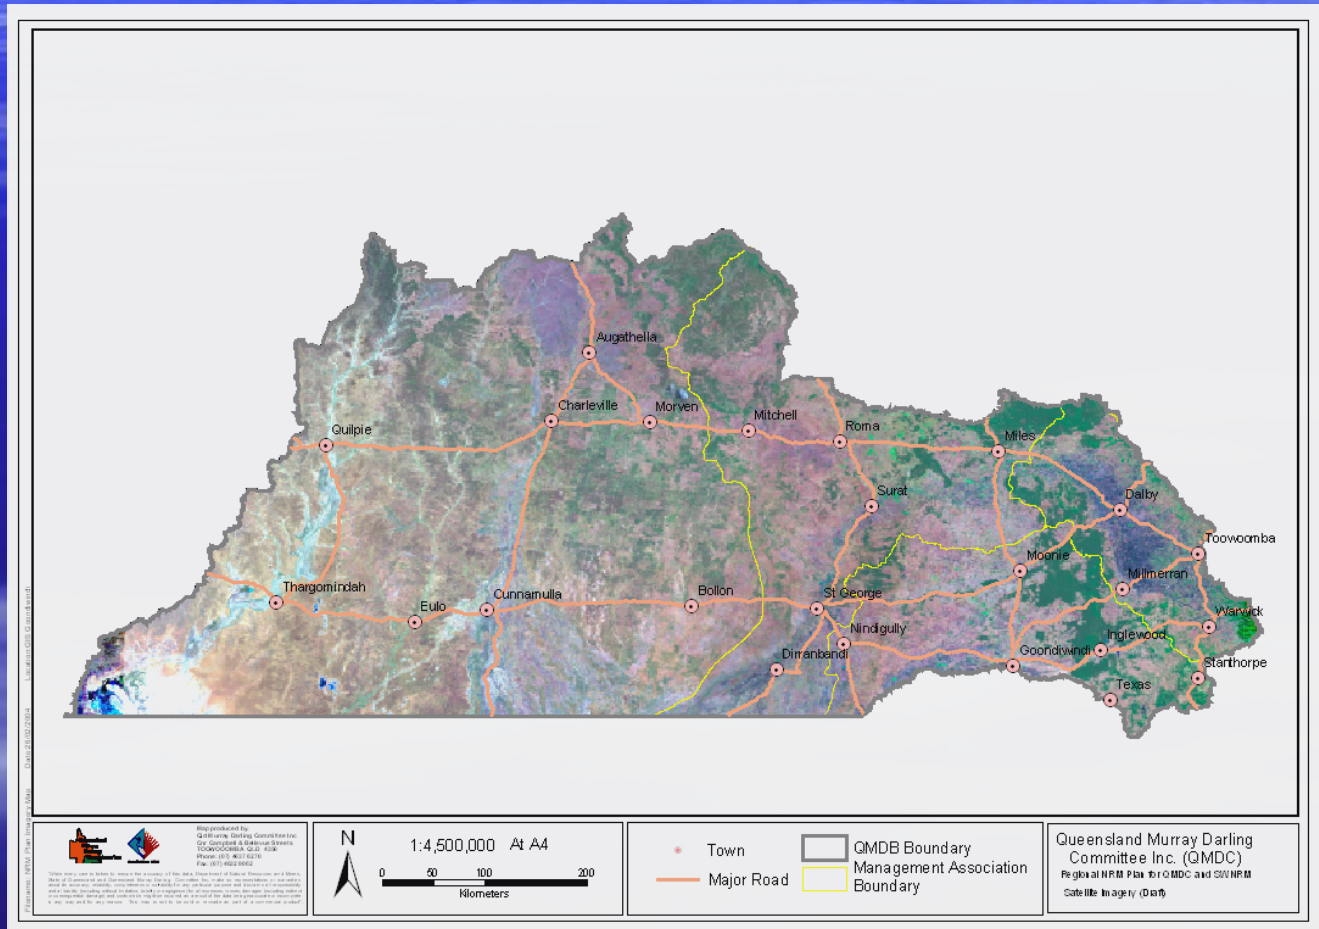 Augathella
Charleville
Morven
Mitchell
Quilpie
Roma
Miles
Surat
Dalby
Toowoomba
Moonie
Millmerran
Thargomindah
Eulo
Cunnamulla
Bollon
St George
Warwick
Nindigully
Inglewood
Dirranbandi
Goondiwindi
Stanthorpe
Texas
Map produced by:
Qld Murray Darling Committee Inc.
Cnr Campbell & Bellevue Streets
TOOWOOMBA QLD 4350
N
1:4,500,000 At A4
0 50 100 200
Kilometers
Town
Major Road
QMDB Boundary
Management Association
Boundary
Queensland Murray Darling
Committee Inc. (QMDC)
Regional NRM Plan for QMDC and SWNRM
Satellite Imagery (Draft)